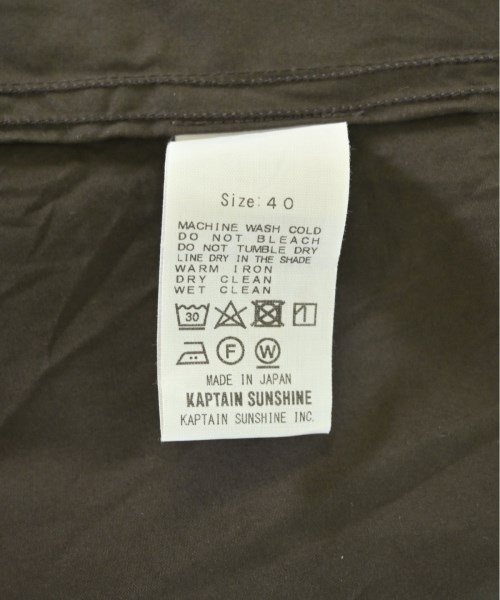 Size: 40
MACHINE WASH COLD
DO NOT BLEACH
DO NOT TUMBLE DRY
LINE DRY IN THE SHADE
WARM IRON
DRY CLEAN
WET CLEAN
30
F W
MADE IN JAPAN
KAPTAIN SUNSHINE
KAPTAIN SUNSHINE INC.